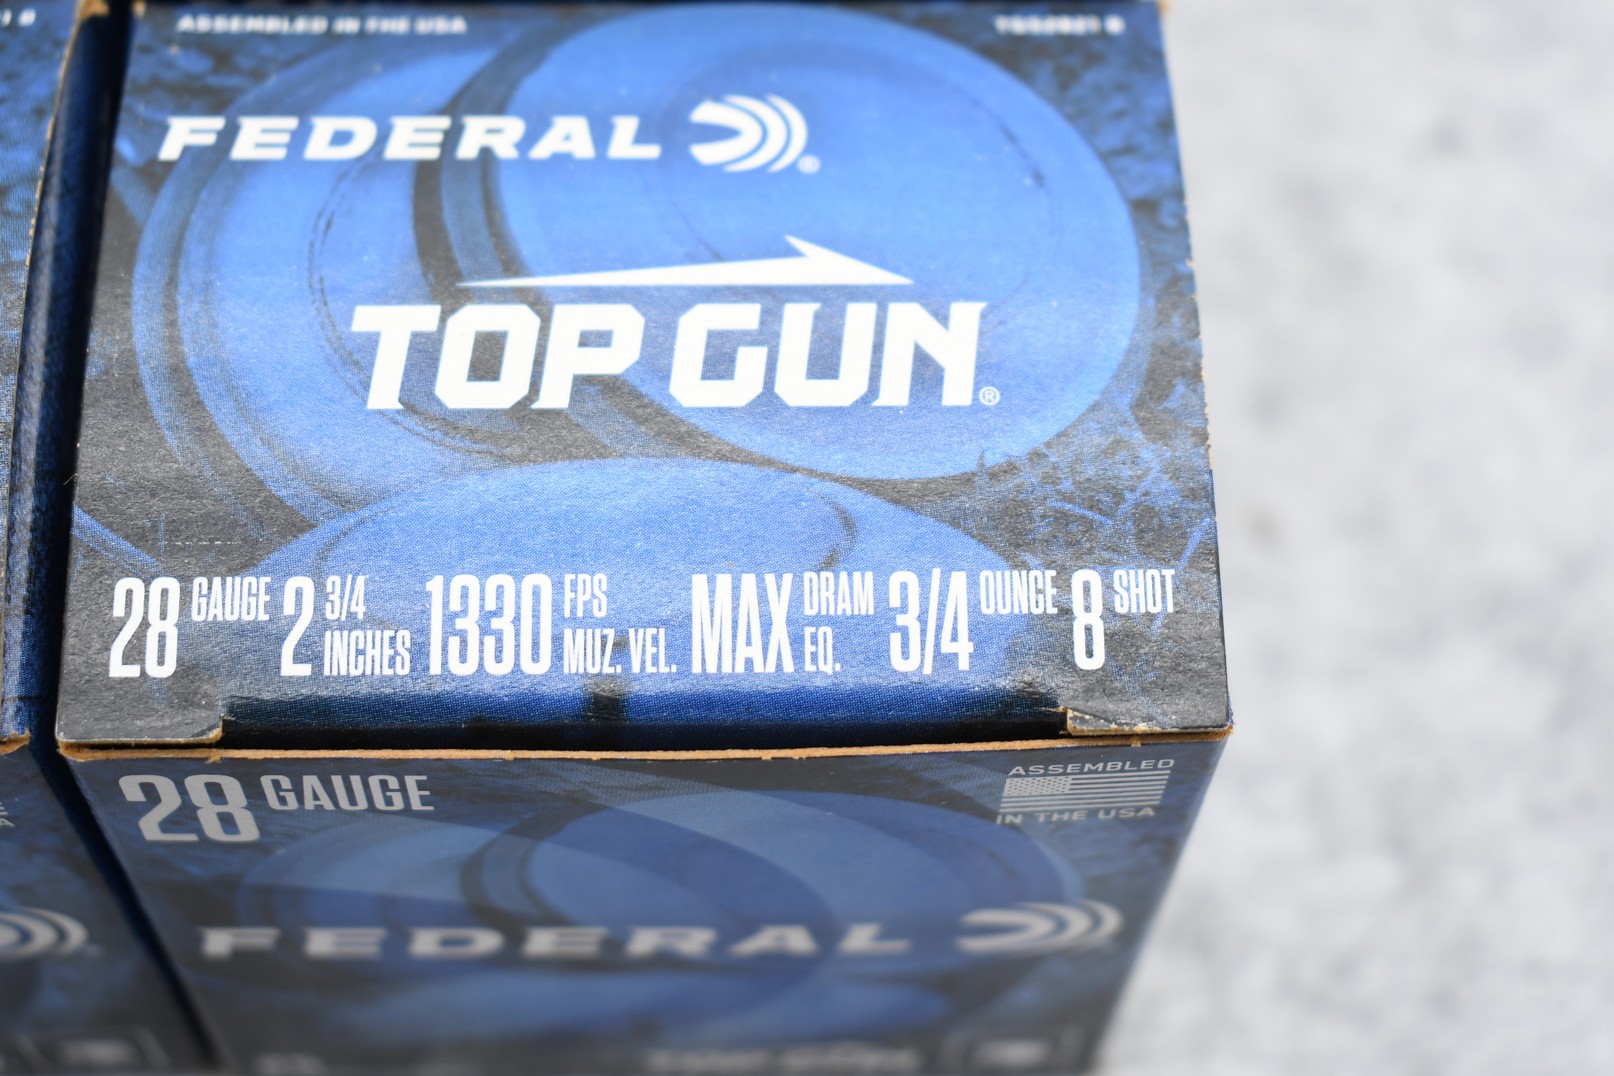 ASSEMBLED IN THE USA
FEDERAL
TOP GUN®
28 GAUGE 2 3/4 INCHES 1330 FPS MUZ. VEL. MAX DRAM EQ. 3/4 OUNCE 8 SHOT
28 GAUGE
ASSEMBLED
IN THE USA
FEDERAL